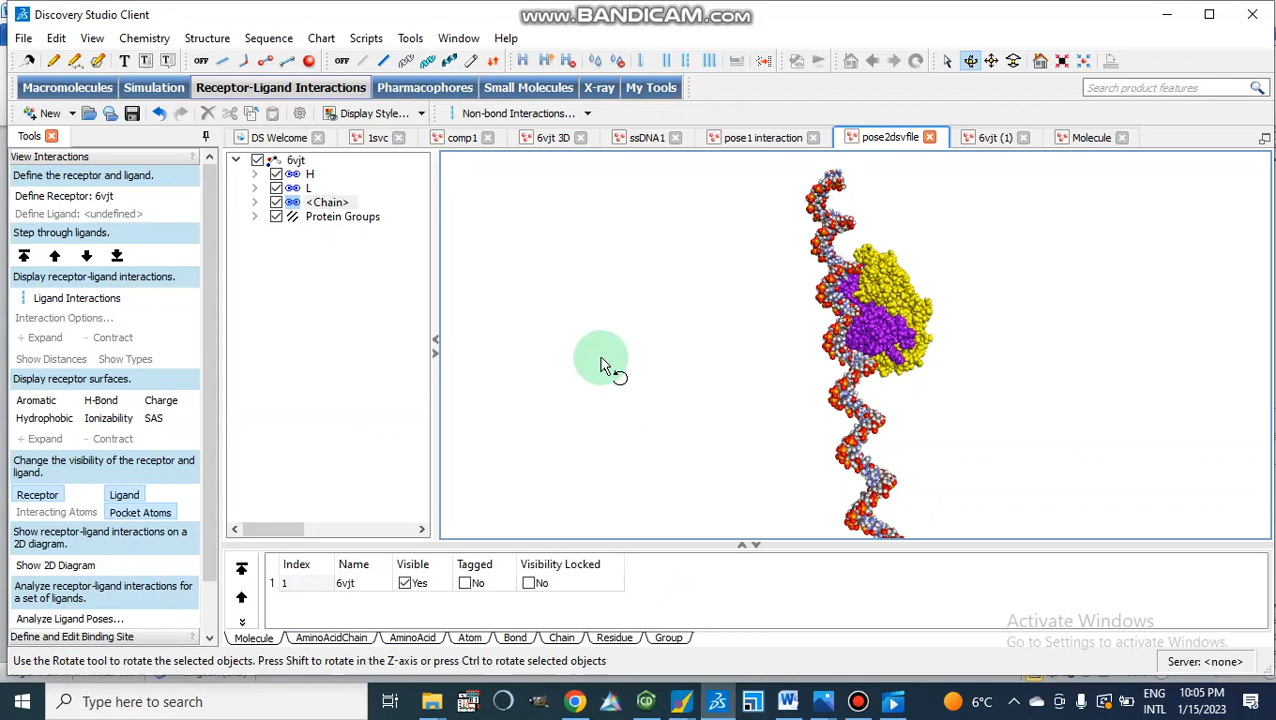 Discovery Studio Client
www.BANDICAM.com
File Edit View Chemistry Structure Sequence Chart Scripts Tools Window Help
OFF OFF
Macromolecules Simulation Receptor-Ligand Interactions Pharmacophores Small Molecules X-ray My Tools Search product features
New Display Style... Non-bond Interactions...
Tools DS Welcome 1svc comp1 6vjt 3D ssDNA1 pose1 interaction pose2dsvfile 6vjt (1) Molecule
View Interactions ?
Define the receptor and ligand.
Define Receptor: 6vjt
Define Ligand: <undefined>
Step through ligands.
Display receptor-ligand interactions.
Ligand Interactions
Interaction Options...
+ Expand - Contract
Show Distances Show Types
Display receptor surfaces.
Aromatic H-Bond Charge
Hydrophobic Ionizability SAS
+ Expand - Contract
Change the visibility of the receptor and
ligand.
Receptor Ligand
Interacting Atoms Pocket Atoms
Show receptor-ligand interactions on a
2D diagram.
Show 2D Diagram
Analyze receptor-ligand interactions for
a set of ligands.
Analyze Ligand Poses...
Define and Edit Binding Site ?
6vjt
H
L
<Chain>
Protein Groups
Index Name Visible Tagged Visibility Locked
1 1 6vjt Yes No No
Molecule AminoAcidChain AminoAcid Atom Bond Chain Residue Group
Activate Windows
Go to Settings to activate Windows.
Use the Rotate tool to rotate the selected objects. Press Shift to rotate in the Z-axis or press Ctrl to rotate selected objects
Server: <none>
Type here to search
6°C
ENG
INTL
10:05 PM
1/15/2023